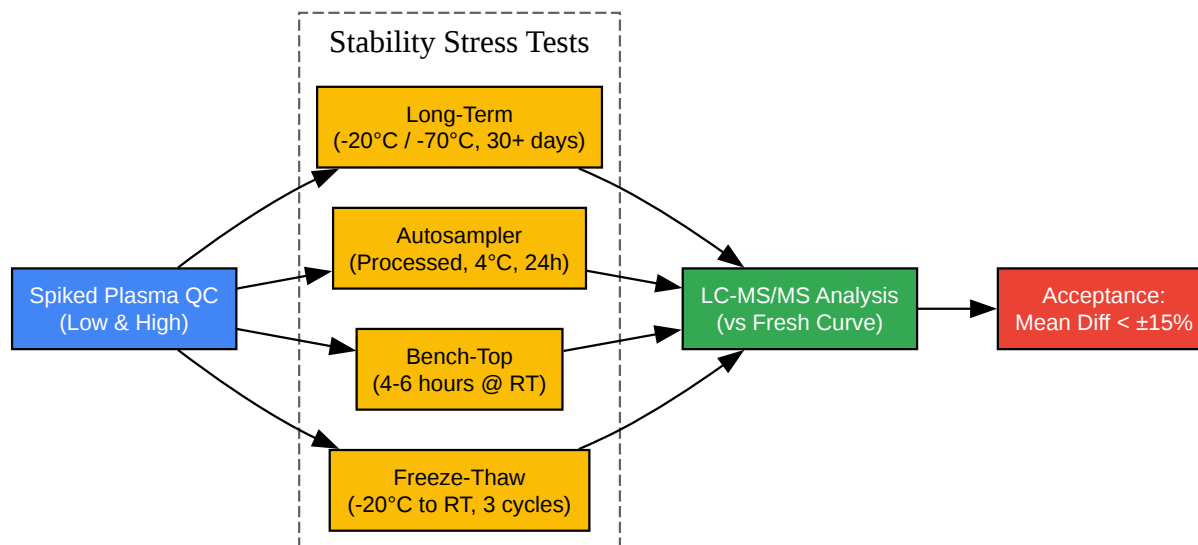 Stability Stress Tests
Long-Term
(-20°C / -70°C, 30+ days)
Autosampler
(Processed, 4°C, 24h)
Spiked Plasma QC
(Low & High)
LC-MS/MS Analysis
(vs Fresh Curve)
Acceptance:
Mean Diff < ±15%
Bench-Top
(4-6 hours @ RT)
Freeze-Thaw
(-20°C to RT, 3 cycles)